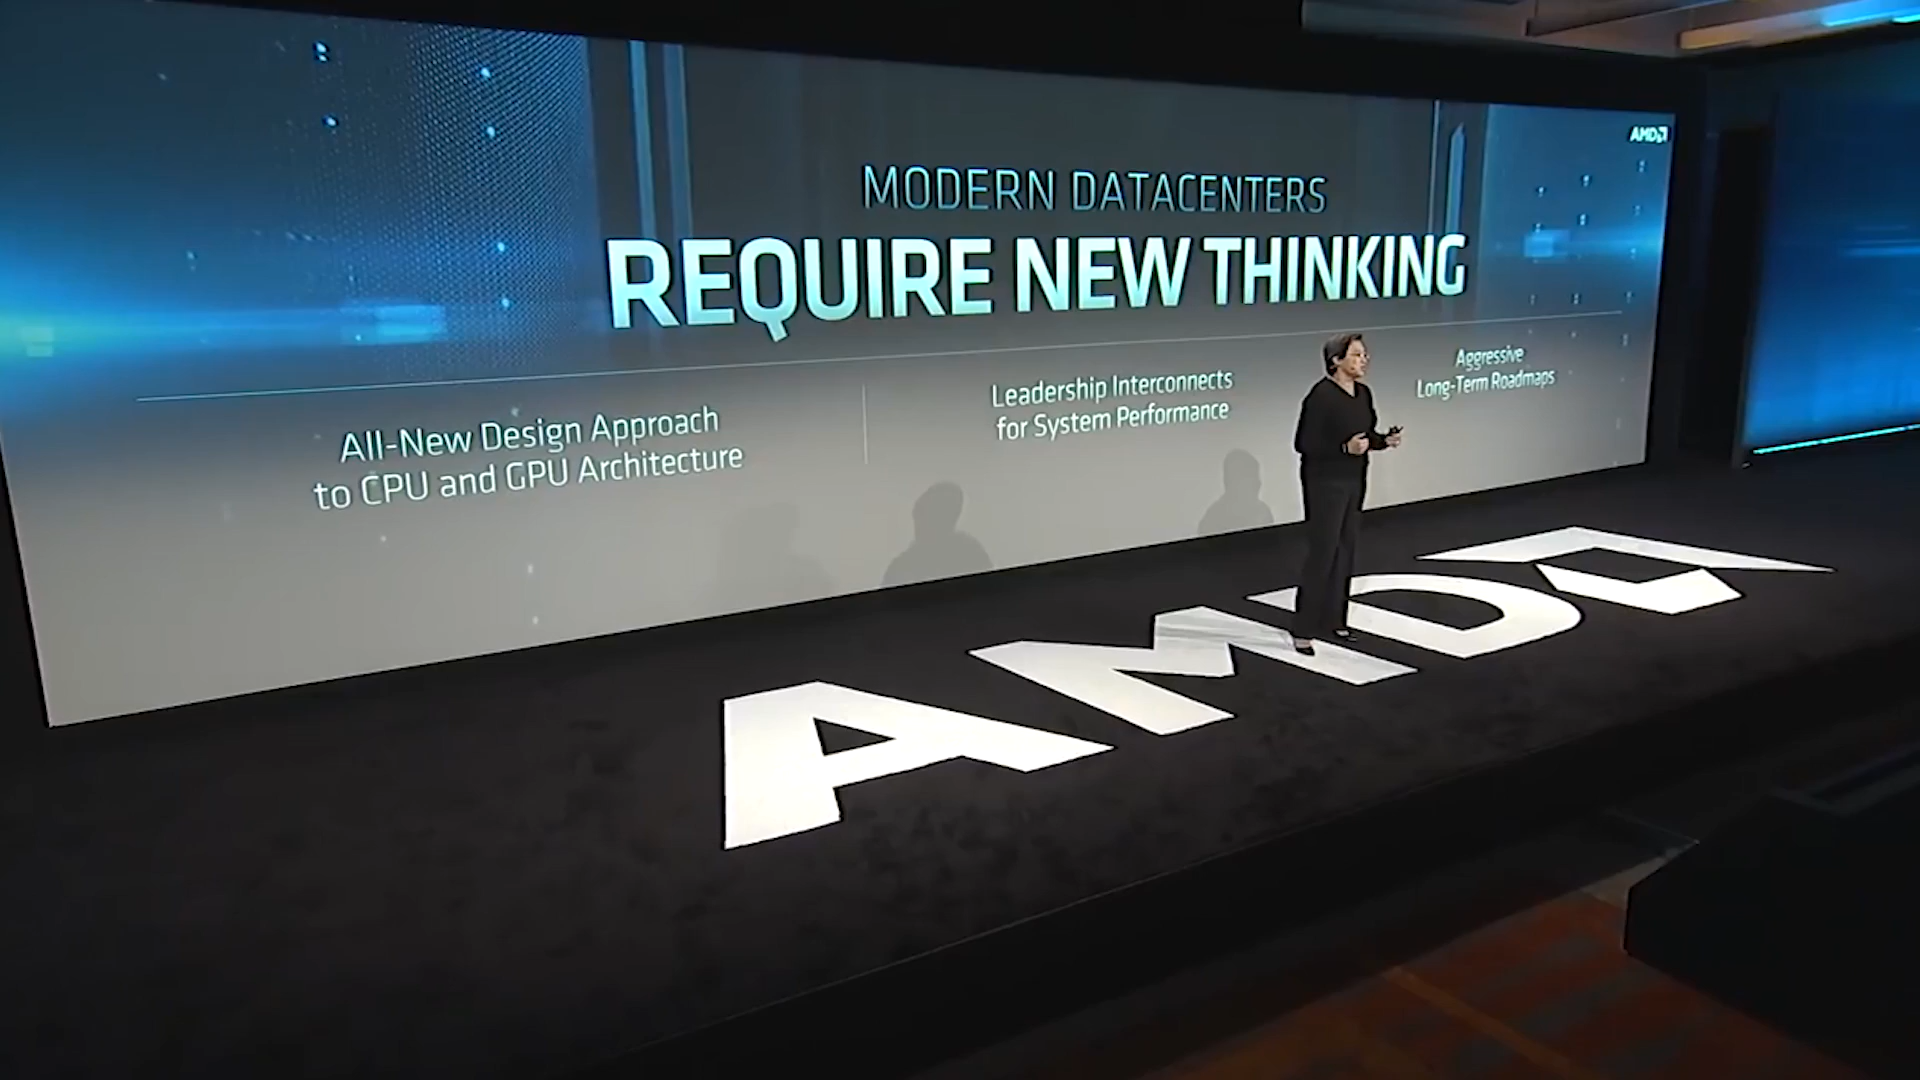 AMD
MODERN DATACENTERS
REQUIRE NEW THINKING
All-New Design Approach
to CPU and GPU Architecture
Leadership Interconnects
for System Performance
Aggressive
Long-Term Roadmaps
AMD